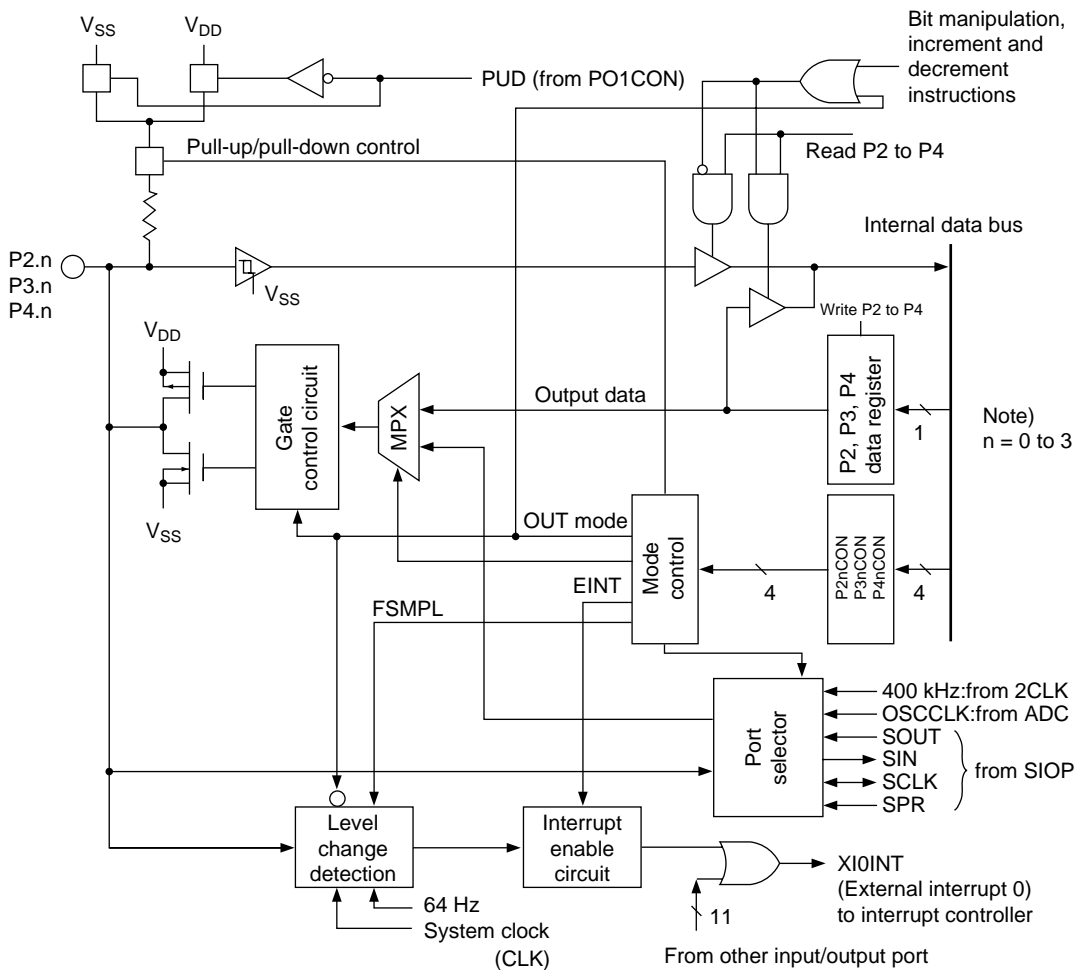 VSS
VDD
Bit manipulation,
increment and
decrement
instructions
PUD (from PO1CON)
Pull-up/pull-down control
Read P2 to P4
Internal data bus
P2.n
P3.n
P4.n
VSS
Write P2 to P4
VDD
Gate
control circuit
MPX
Output data
P2, P3, P4
data register
1
Note)
n = 0 to 3
VSS
OUT mode
Mode
control
P2nCON
P3nCON
P4nCON
4
4
EINT
FSMPL
Port
selector
400 kHz:from 2CLK
OSCCLK:from ADC
SOUT
SIN
SCLK
SPR
from SIOP
Level
change
detection
Interrupt
enable
circuit
XI0INT
(External interrupt 0)
to interrupt controller
11
64 Hz
System clock
(CLK)
From other input/output port